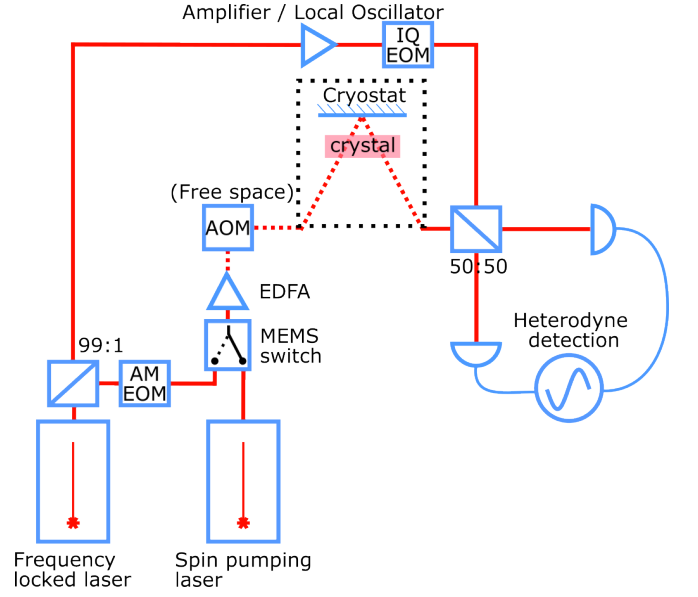 Amplifier / Local Oscillator
IQ
EOM
Cryostat
crystal
(Free space)
AOM
50:50
EDFA
Heterodyne
detection
MEMS
switch
99:1
AM
EOM
Frequency
locked laser
Spin pumping
laser